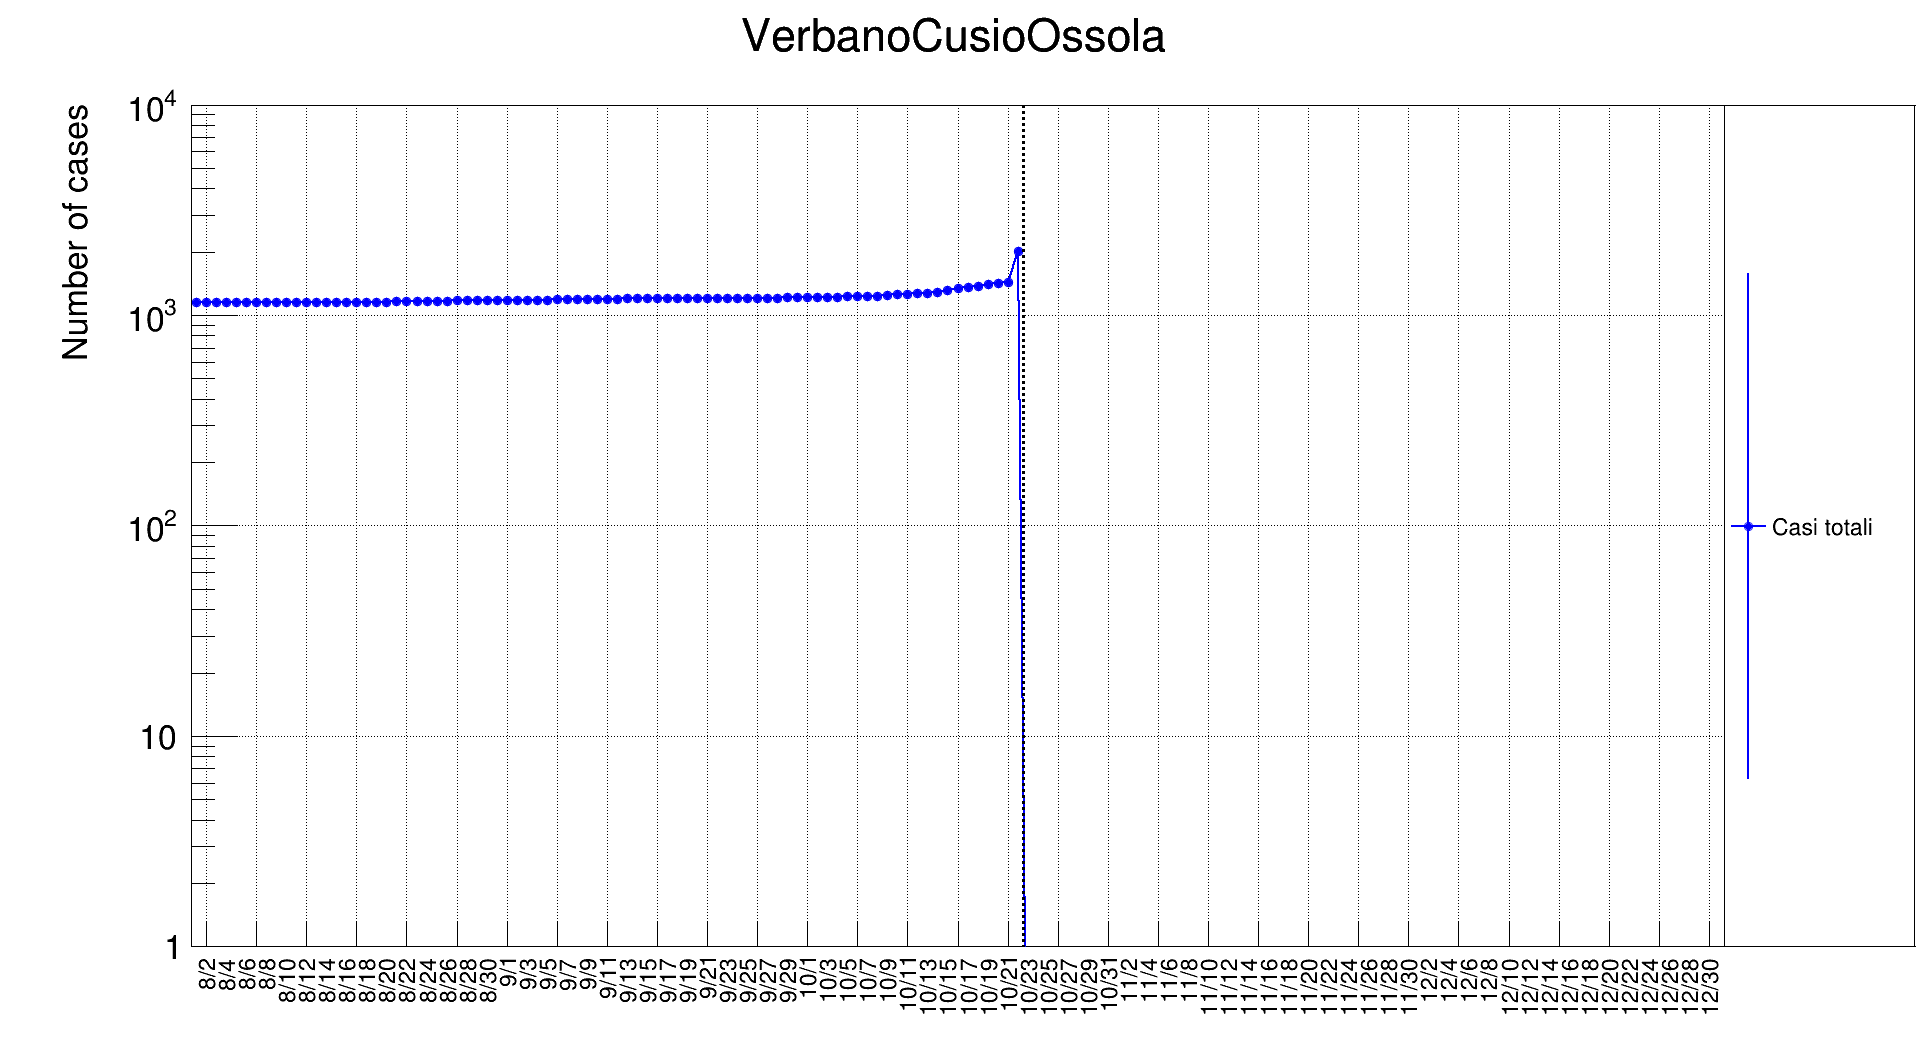 VerbanoCusioOssola
Number of cases
10^4
10^3
10^2
10
1
8/2 8/4 8/6 8/8 8/10 8/12 8/14 8/16 8/18 8/20 8/22 8/24 8/26 8/28 8/30 9/1 9/3 9/5 9/7 9/9 9/11 9/13 9/15 9/17 9/19 9/21 9/23 9/25 9/27 9/29 10/1 10/3 10/5 10/7 10/9 10/11 10/13 10/15 10/17 10/19 10/21 10/23 10/25 10/27 10/29 10/31 11/2 11/4 11/6 11/8 11/10 11/12 11/14 11/16 11/18 11/20 11/22 11/24 11/26 11/28 11/30 12/2 12/4 12/6 12/8 12/10 12/12 12/14 12/16 12/18 12/20 12/22 12/24 12/26 12/28 12/30
Casi totali